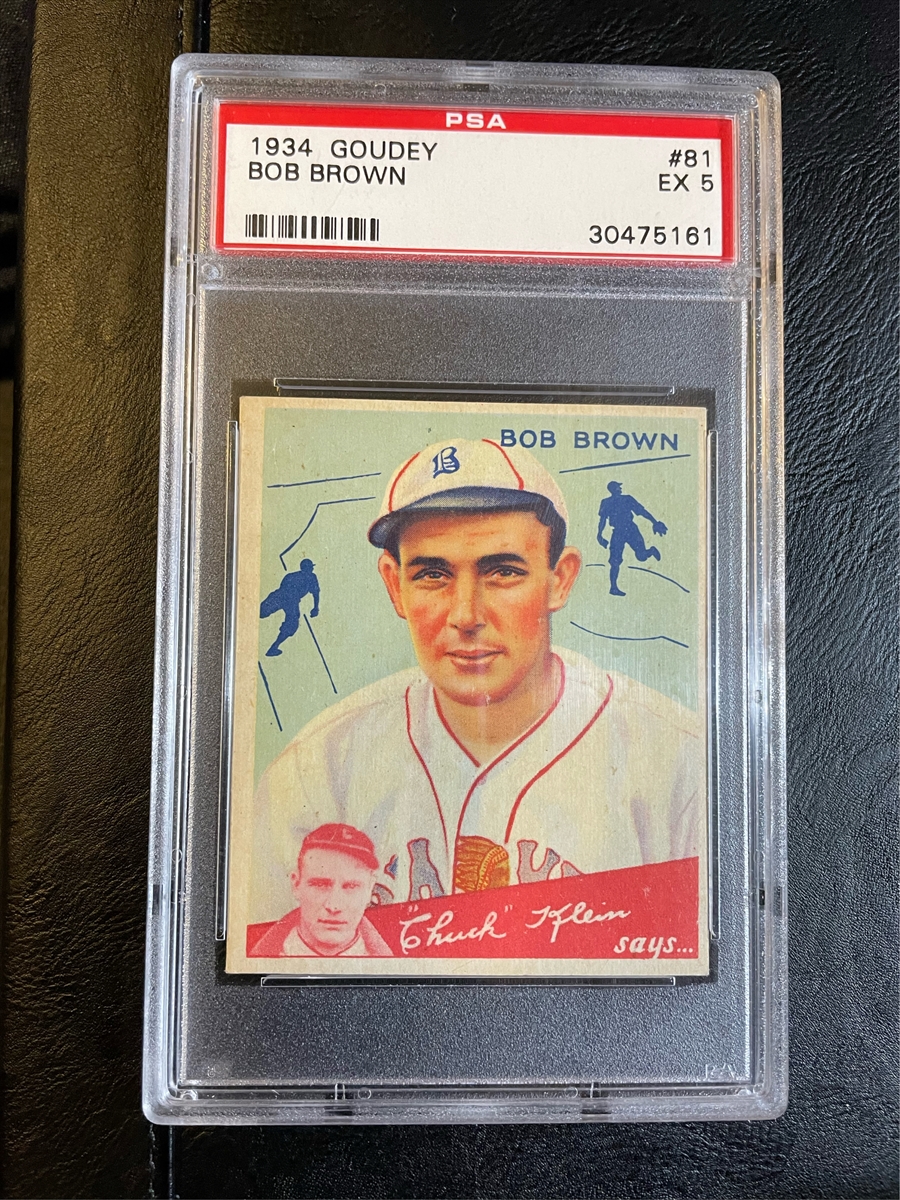 PSA
1934 GOUDEY #81
BOB BROWN EX 5
30475161
BOB BROWN
B
"Chuck" Klein
says...